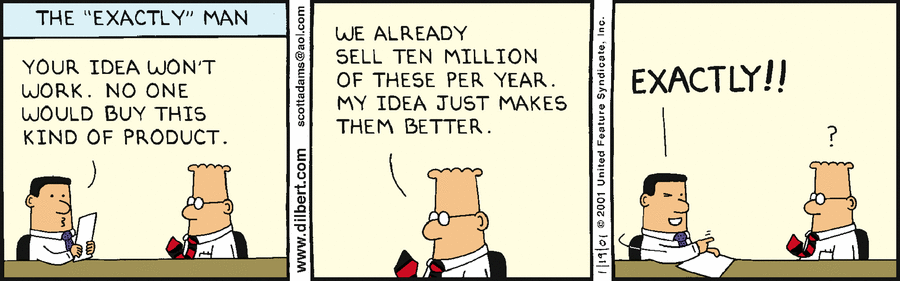 THE "EXACTLY" MAN
YOUR IDEA WON'T
WORK. NO ONE
WOULD BUY THIS
KIND OF PRODUCT.
www.dilbert.com
scottadams@aol.com
WE ALREADY
SELL TEN MILLION
OF THESE PER YEAR.
MY IDEA JUST MAKES
THEM BETTER.
1/19/01 © 2001 United Feature Syndicate, Inc.
EXACTLY!!
?